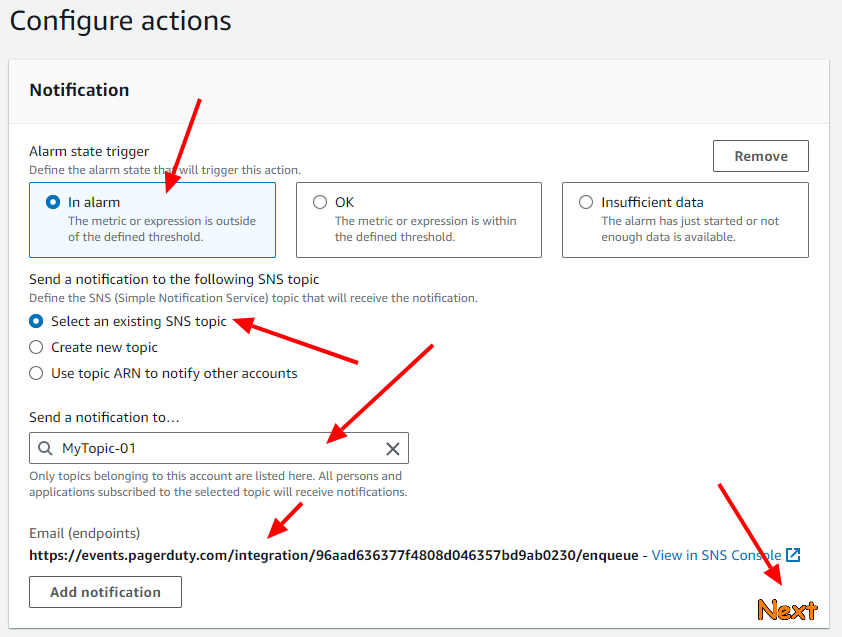 Configure actions
Notification
Alarm state trigger
Remove
Define the alarm state that will trigger this action.
In alarm
The metric or expression is outside
of the defined threshold.
OK
The metric or expression is within
the defined threshold.
Insufficient data
The alarm has just started or not
enough data is available.
Send a notification to the following SNS topic
Define the SNS (Simple Notification Service) topic that will receive the notification.
Select an existing SNS topic
Create new topic
Use topic ARN to notify other accounts
Send a notification to…
MyTopic-01
Only topics belonging to this account are listed here. All persons and
applications subscribed to the selected topic will receive notifications.
Email (endpoints)
https://events.pagerduty.com/integration/96aad636377f4808d046357bd9ab0230/enqueue - View in SNS Console
Add notification
Next